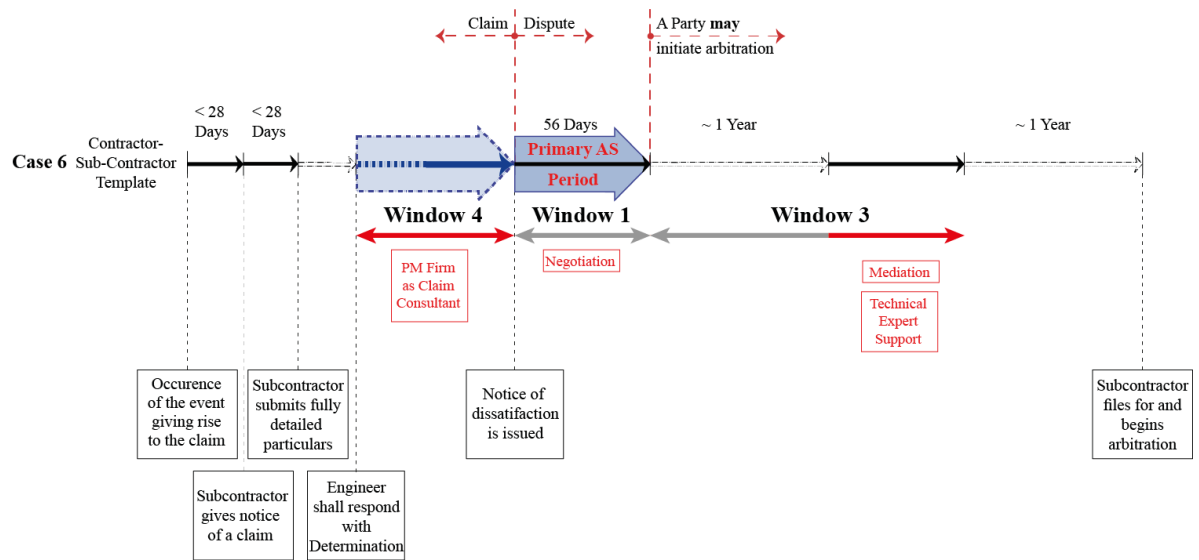 Claim
Dispute
A Party may
initiate arbitration
< 28
Days
< 28
Days
56 Days
~ 1 Year
~ 1 Year
Case 6
Contractor-
Sub-Contractor
Template
Primary AS
Period
Window 4
Window 1
Window 3
PM Firm
as Claim
Consultant
Negotiation
Mediation
Technical
Expert
Support
Occurence
of the event
giving rise
to the claim
Subcontractor
submits fully
detailed
particulars
Notice of
dissatifaction
is issued
Subcontractor
files for and
begins
arbitration
Subcontractor
gives notice
of a claim
Engineer
shall respond
with
Determination